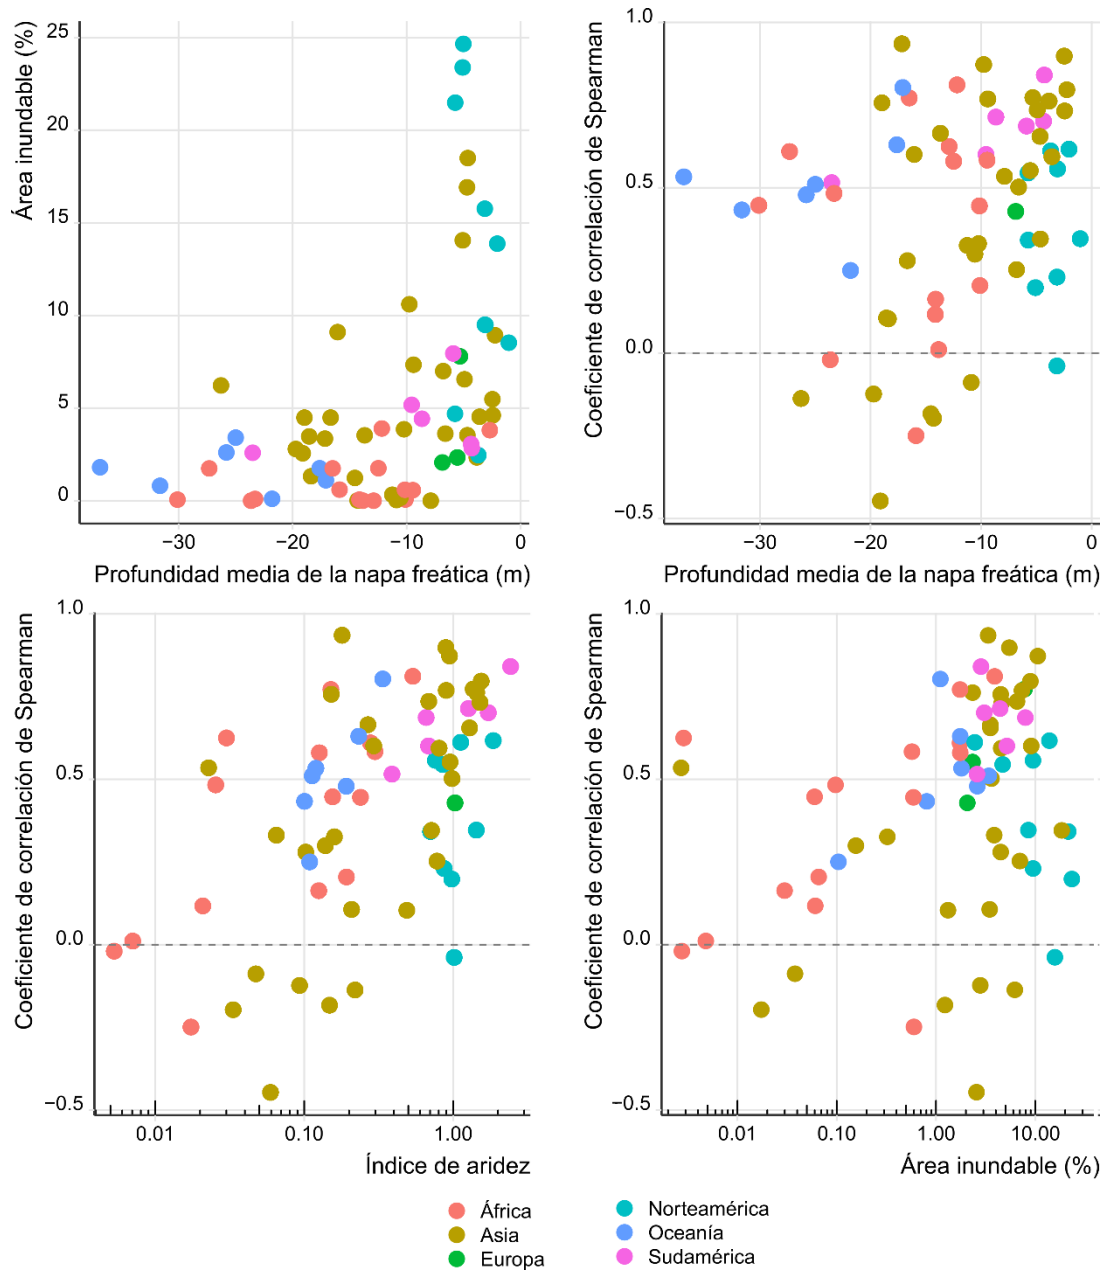 Área inundable (%)
25
20
15
10
5
0
−30
−20
−10
0
Profundidad media de la napa freática (m)
Coeficiente de correlación de Spearman
1.0
0.5
0.0
−0.5
−30
−20
−10
0
Profundidad media de la napa freática (m)
Coeficiente de correlación de Spearman
1.0
0.5
0.0
−0.5
0.01
0.10
1.00
Índice de aridez
Coeficiente de correlación de Spearman
1.0
0.5
0.0
−0.5
0.01
0.10
1.00
10.00
Área inundable (%)
África
Asia
Europa
Norteamérica
Oceanía
Sudamérica